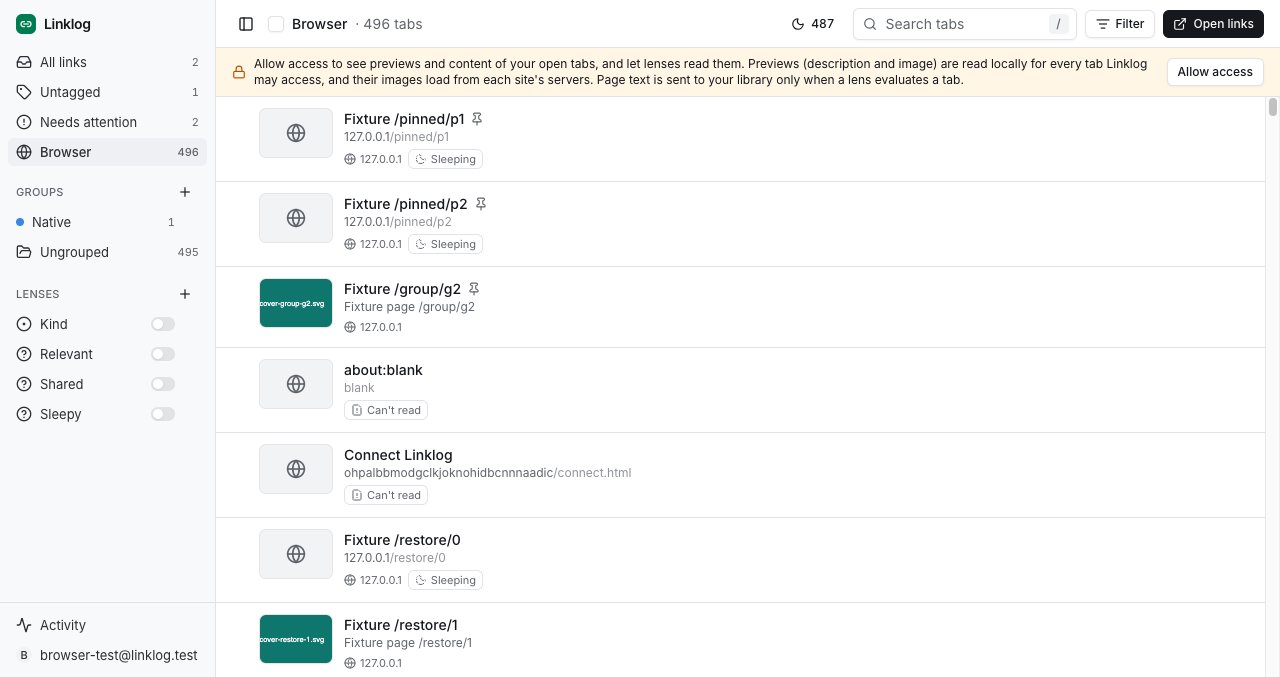 Linklog
All links 2
Untagged 1
Needs attention 2
Browser 496
GROUPS
Native 1
Ungrouped 495
LENSES
Kind
Relevant
Shared
Sleepy
Activity
B browser-test@linklog.test
Browser · 496 tabs
487
Search tabs /
Filter
Open links
Allow access to see previews and content of your open tabs, and let lenses read them. Previews (description and image) are read locally for every tab Linklog
may access, and their images load from each site's servers. Page text is sent to your library only when a lens evaluates a tab.
Allow access
Fixture /pinned/p1
127.0.0.1/pinned/p1
127.0.0.1 Sleeping
Fixture /pinned/p2
127.0.0.1/pinned/p2
127.0.0.1 Sleeping
cover-group-g2.svg
Fixture /group/g2
Fixture page /group/g2
127.0.0.1
about:blank
blank
Can't read
Connect Linklog
ohpalbbmodgclkjoknohidbcnnnaadic/connect.html
Can't read
Fixture /restore/0
127.0.0.1/restore/0
127.0.0.1 Sleeping
cover-restore-1.svg
Fixture /restore/1
Fixture page /restore/1
127.0.0.1